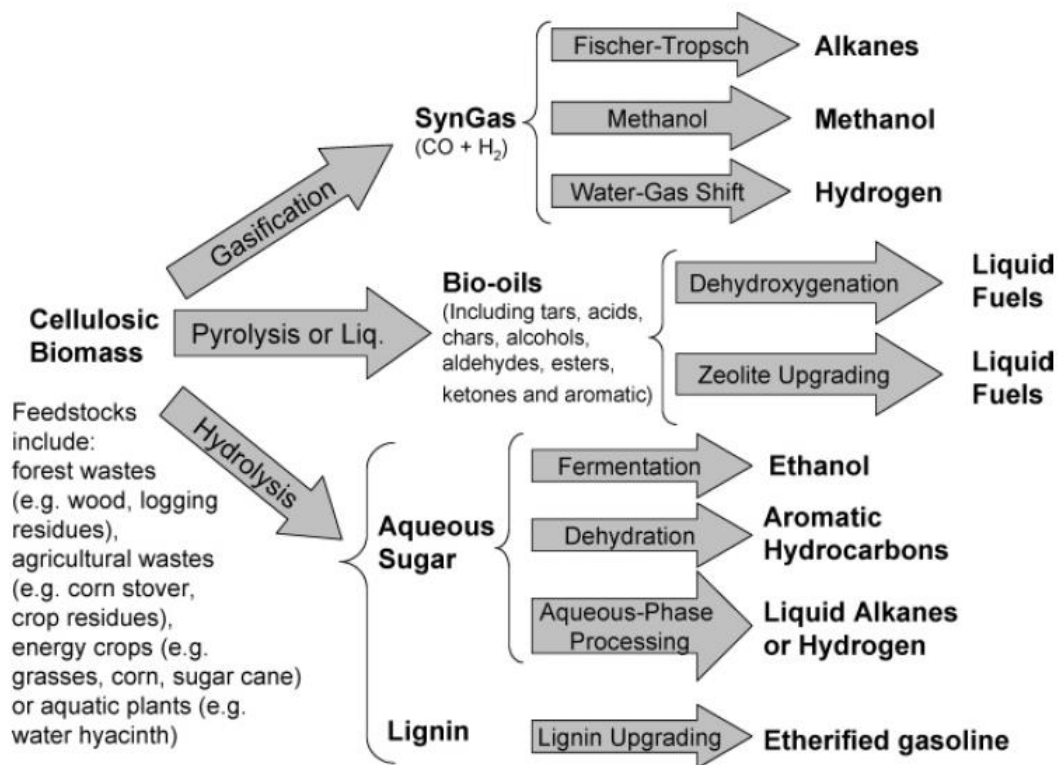 Fischer-Tropsch
Alkanes
SynGas
(CO + H₂)
Methanol
Methanol
Water-Gas Shift
Hydrogen
Gasification
Cellulosic
Biomass
Pyrolysis or Liq.
Bio-oils
(Including tars, acids,
chars, alcohols,
aldehydes, esters,
ketones and aromatic)
Dehydroxygenation
Liquid
Fuels
Zeolite Upgrading
Liquid
Fuels
Feedstocks
include:
forest wastes
(e.g. wood, logging
residues),
agricultural wastes
(e.g. corn stover,
crop residues),
energy crops (e.g.
grasses, corn, sugar cane)
or aquatic plants (e.g.
water hyacinth)
Hydrolysis
Aqueous
Sugar
Fermentation
Ethanol
Dehydration
Aromatic
Hydrocarbons
Aqueous-Phase
Processing
Liquid Alkanes
or Hydrogen
Lignin
Lignin Upgrading
Etherified gasoline